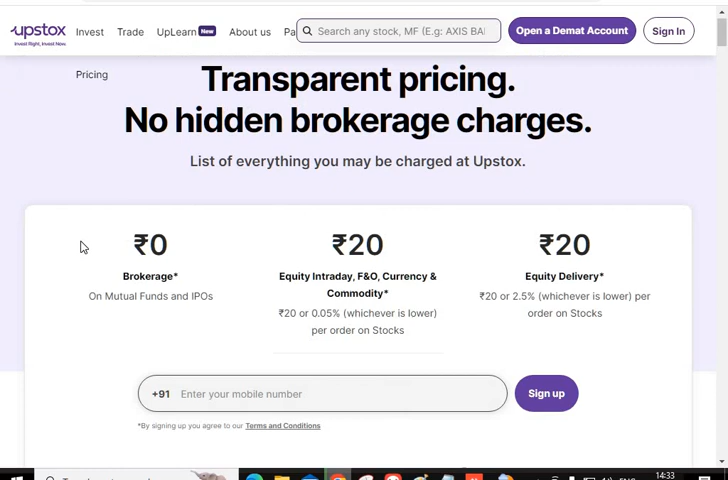 upstox
Invest Right, Invest Now.
Invest
Trade
UpLearn New
About us
Pa
Search any stock, MF (E.g: AXIS BAI
Open a Demat Account
Sign In
Pricing
Transparent pricing.
No hidden brokerage charges.
List of everything you may be charged at Upstox.
₹0
Brokerage*
On Mutual Funds and IPOs
₹20
Equity Intraday, F&O, Currency &
Commodity*
₹20 or 0.05% (whichever is lower)
per order on Stocks
₹20
Equity Delivery*
₹20 or 2.5% (whichever is lower) per
order on Stocks
+91 Enter your mobile number
Sign up
*By signing up you agree to our Terms and Conditions
14:33